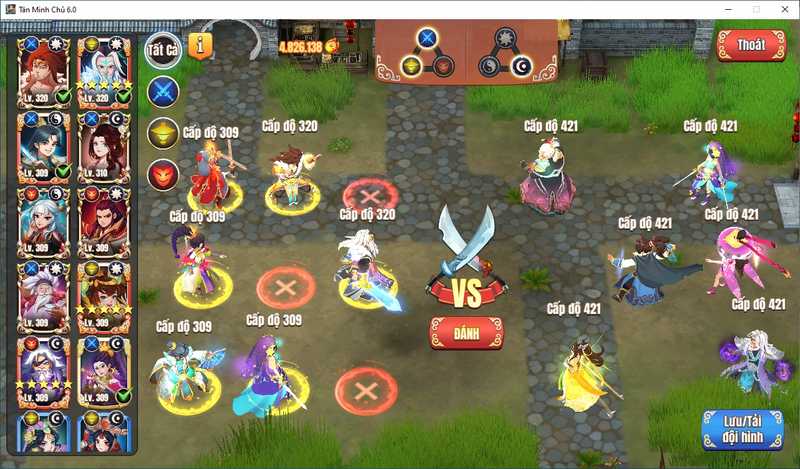 Tân Minh Chủ 6.0
Tất Cả
i
4.826.138
Thoát
Lv. 320
Lv. 320
Lv. 309
Lv. 310
Lv. 309
Lv. 309
Lv. 309
Lv. 309
Lv. 309
Lv. 309
Cấp độ 309
Cấp độ 320
Cấp độ 421
Cấp độ 421
Cấp độ 309
Cấp độ 320
Cấp độ 421
Cấp độ 421
Cấp độ 309
Cấp độ 309
Cấp độ 421
Cấp độ 421
VS
ĐÁNH
Lưu/Tải
đội hình